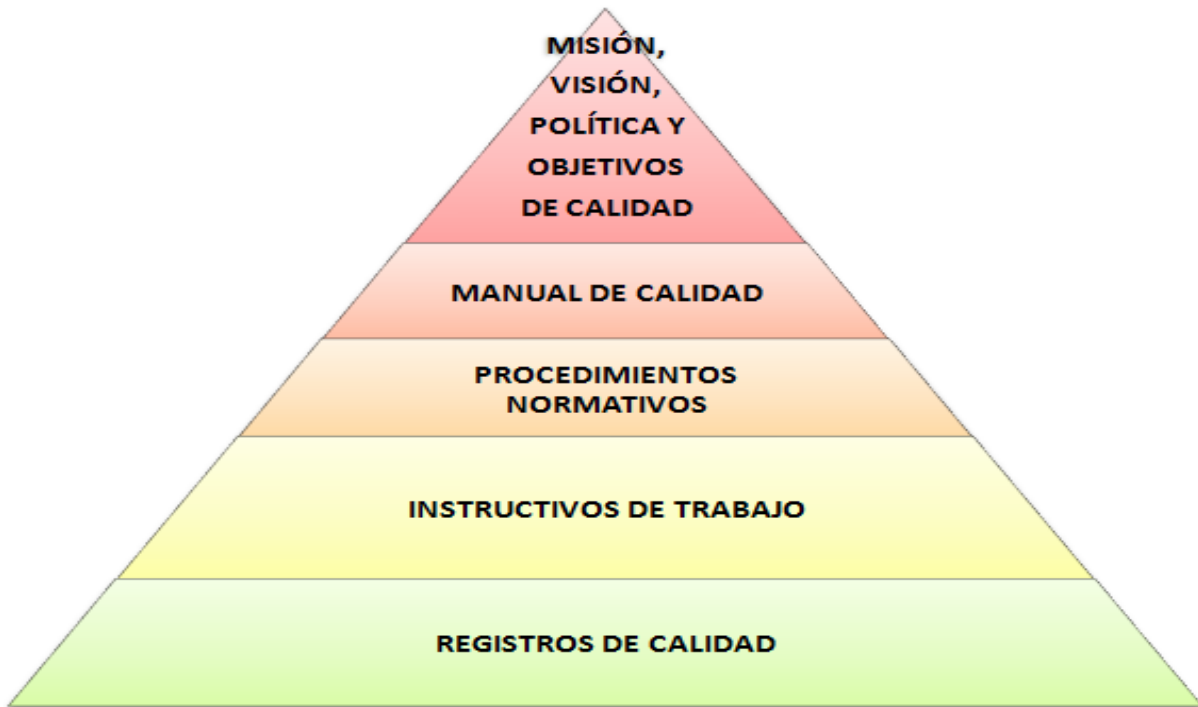 MISIÓN,
VISIÓN,
POLÍTICA Y
OBJETIVOS
DE CALIDAD
MANUAL DE CALIDAD
PROCEDIMIENTOS
NORMATIVOS
INSTRUCTIVOS DE TRABAJO
REGISTROS DE CALIDAD